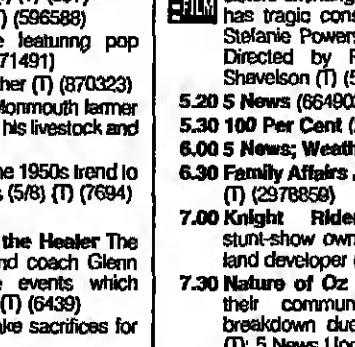 (T) (596588)
featuring pop
71491)
her (T) (870323)
Monmouth farmer
his livestock and
he 1950s trend to
s (5/8) (T) (7694)
the Healer The
nd coach Glenn
events which
(T) (6439)
ake sacrifices for
FILM has tragic cons
Stefanie Powers
Directed by F
Shavelson (T) (5
5.20 5 News (66490
5.30 100 Per Cent (
6.00 5 News; Weath
6.30 Family Affairs
(T) (2978859)
7.00 Knight Rider
stunt-show own
land developer
7.30 Nature of Oz
their commun
breakdown due
(T); 5 News Upd